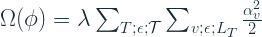 Ω(ϕ) = λ ∑_{T;ϵ;𝒯} ∑_{v;ϵ;L_T} α_v^2/2